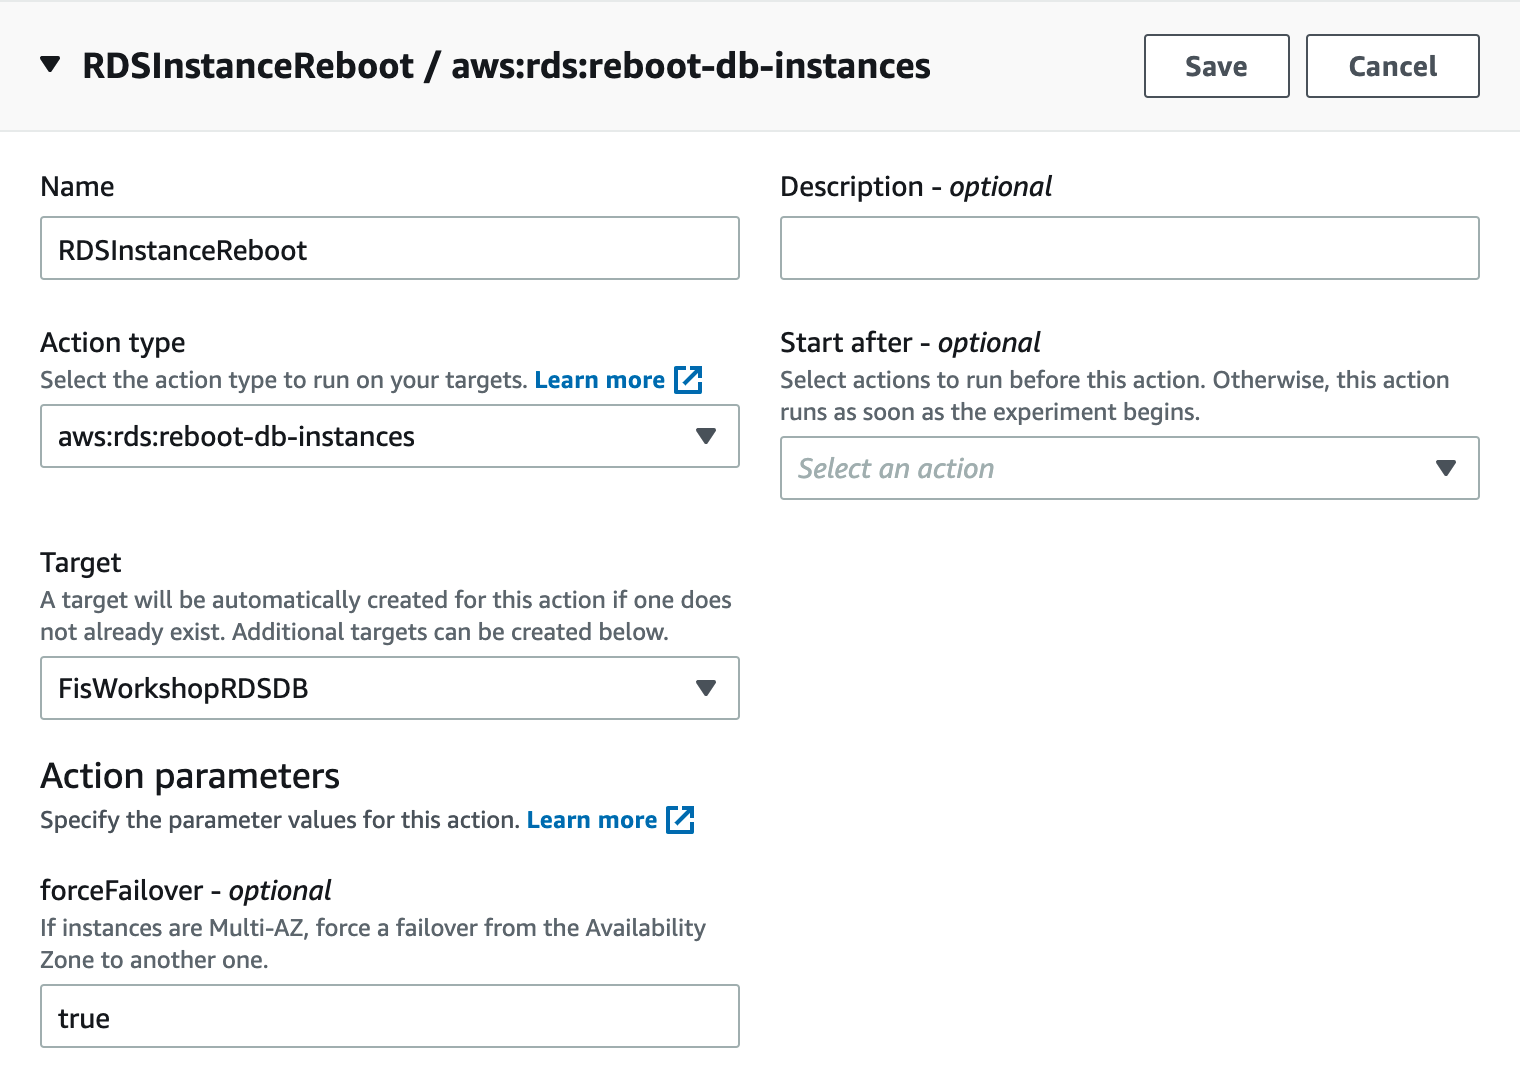 RDSInstanceReboot / aws:rds:reboot-db-instances
Save
Cancel
Name
RDSInstanceReboot
Description - optional
Action type
Select the action type to run on your targets. Learn more
aws:rds:reboot-db-instances
Start after - optional
Select actions to run before this action. Otherwise, this action
runs as soon as the experiment begins.
Select an action
Target
A target will be automatically created for this action if one does
not already exist. Additional targets can be created below.
FisWorkshopRDSDB
Action parameters
Specify the parameter values for this action. Learn more
forceFailover - optional
If instances are Multi-AZ, force a failover from the Availability
Zone to another one.
true